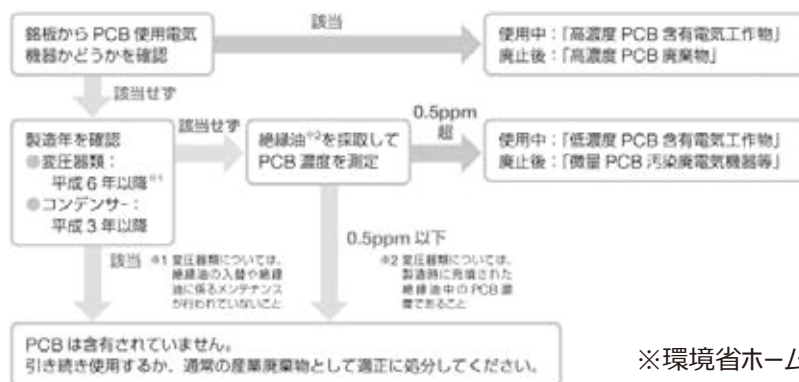 銘板から PCB 使用電気
機器かどうかを確認
該当
使用中：「高濃度 PCB 含有電気工作物」
廃止後：「高濃度 PCB 廃棄物」
該当せず
製造年を確認
●変圧器類：
平成 6 年以降※1
●コンデンサー：
平成 3 年以降
該当せず
絶縁油※2を採取して
PCB 濃度を測定
0.5ppm
超
使用中：「低濃度 PCB 含有電気工作物」
廃止後：「微量 PCB 汚染廃電気機器等」
該当
※1 変圧器類については、
絶縁油の入替や絶縁
油に係るメンテナンス
が行われていないこと
0.5ppm 以下
※2 変圧器類については、
製造時に充填された
絶縁油中のPCB 濃
度であること
PCB は含有されていません。
引き続き使用するか、通常の産業廃棄物として適正に処分してください。
※環境省ホーム